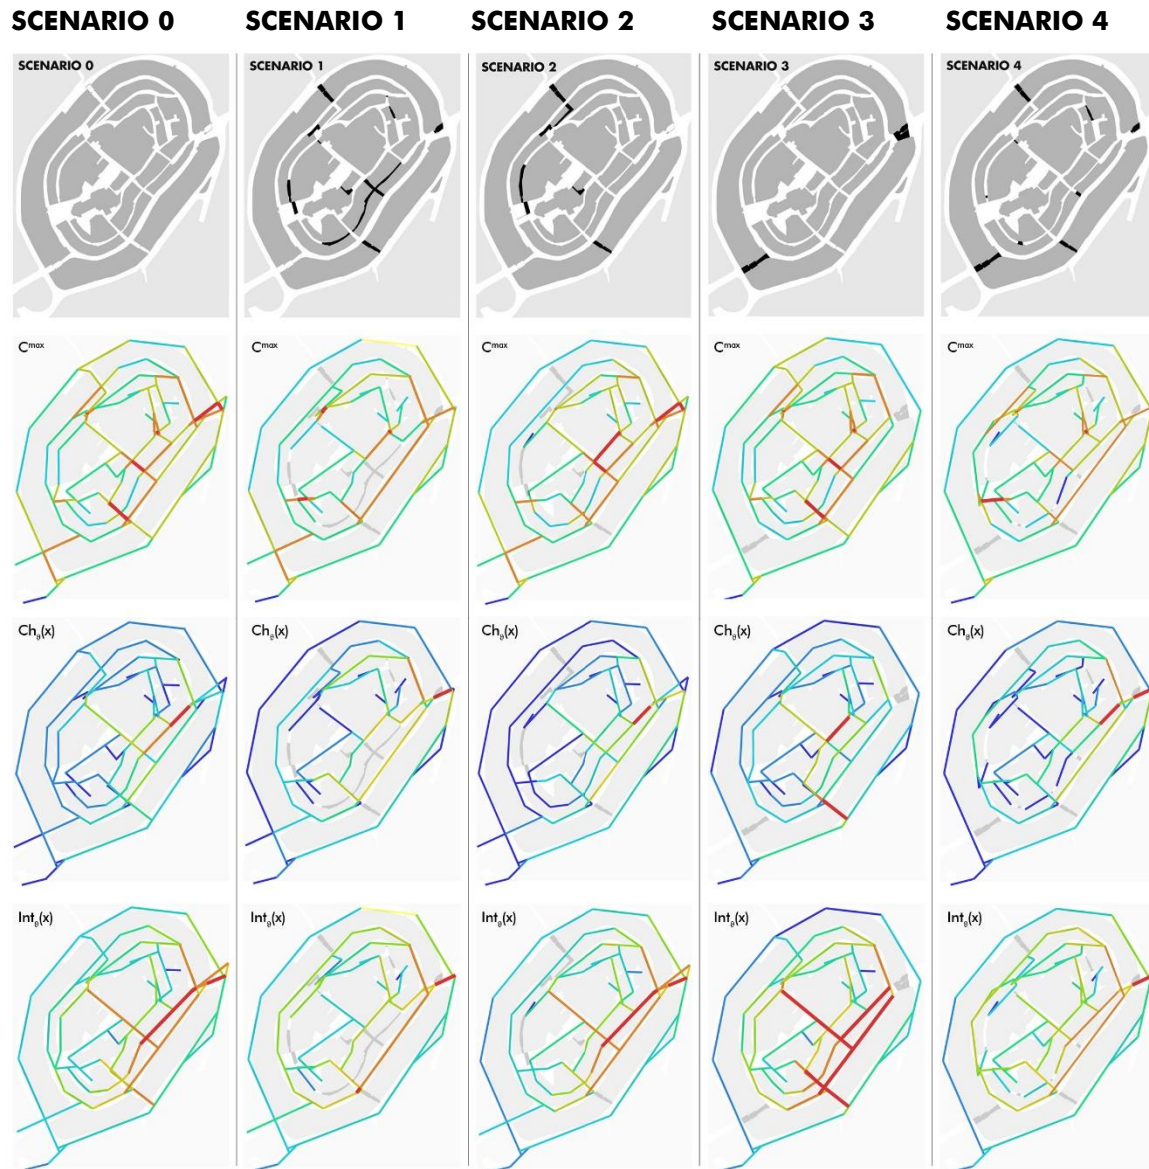 SCENARIO 0 SCENARIO 1 SCENARIO 2 SCENARIO 3 SCENARIO 4
SCENARIO 0 SCENARIO 1 SCENARIO 2 SCENARIO 3 SCENARIO 4
Cmax Cmax Cmax Cmax Cmax
Chθ(x) Chθ(x) Chθ(x) Chθ(x) Chθ(x)
Intθ(x) Intθ(x) Intθ(x) Intθ(x) Intθ(x)